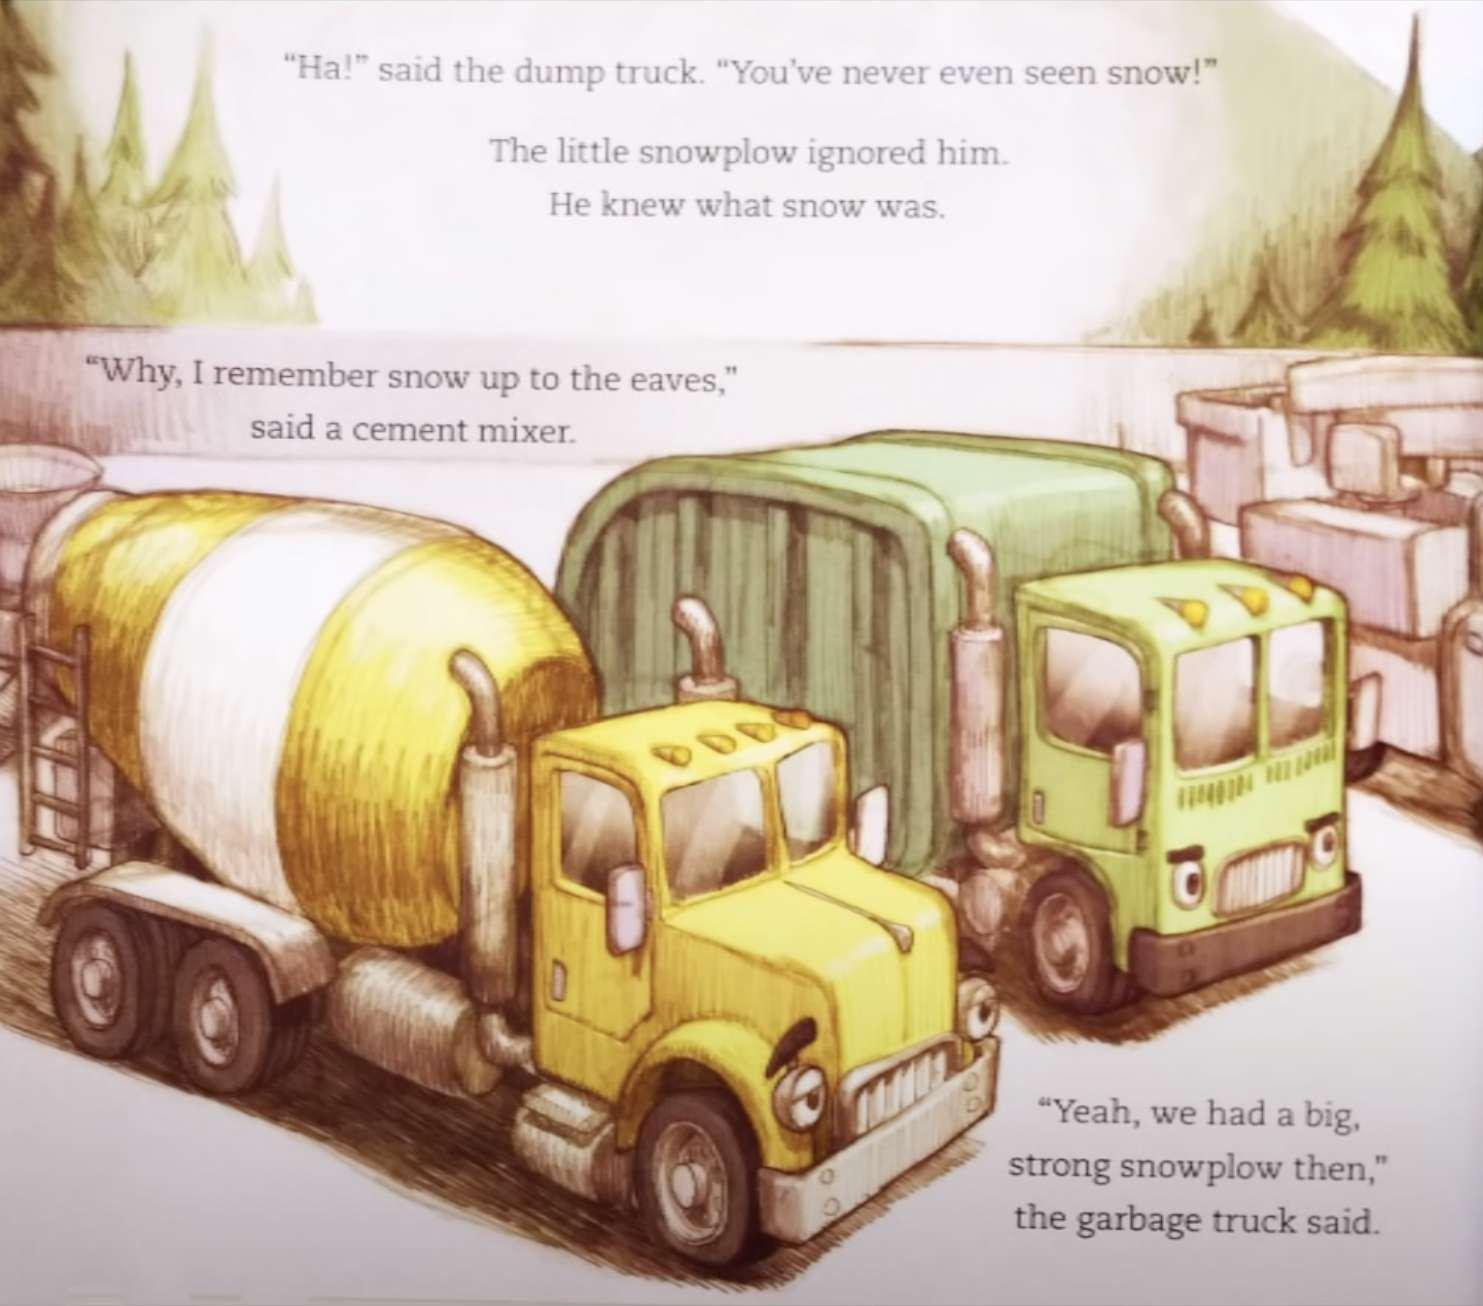 “Ha!” said the dump truck. “You’ve never even seen snow!”
The little snowplow ignored him.
He knew what snow was.
“Why, I remember snow up to the eaves,”
said a cement mixer.
“Yeah, we had a big,
strong snowplow then,”
the garbage truck said.